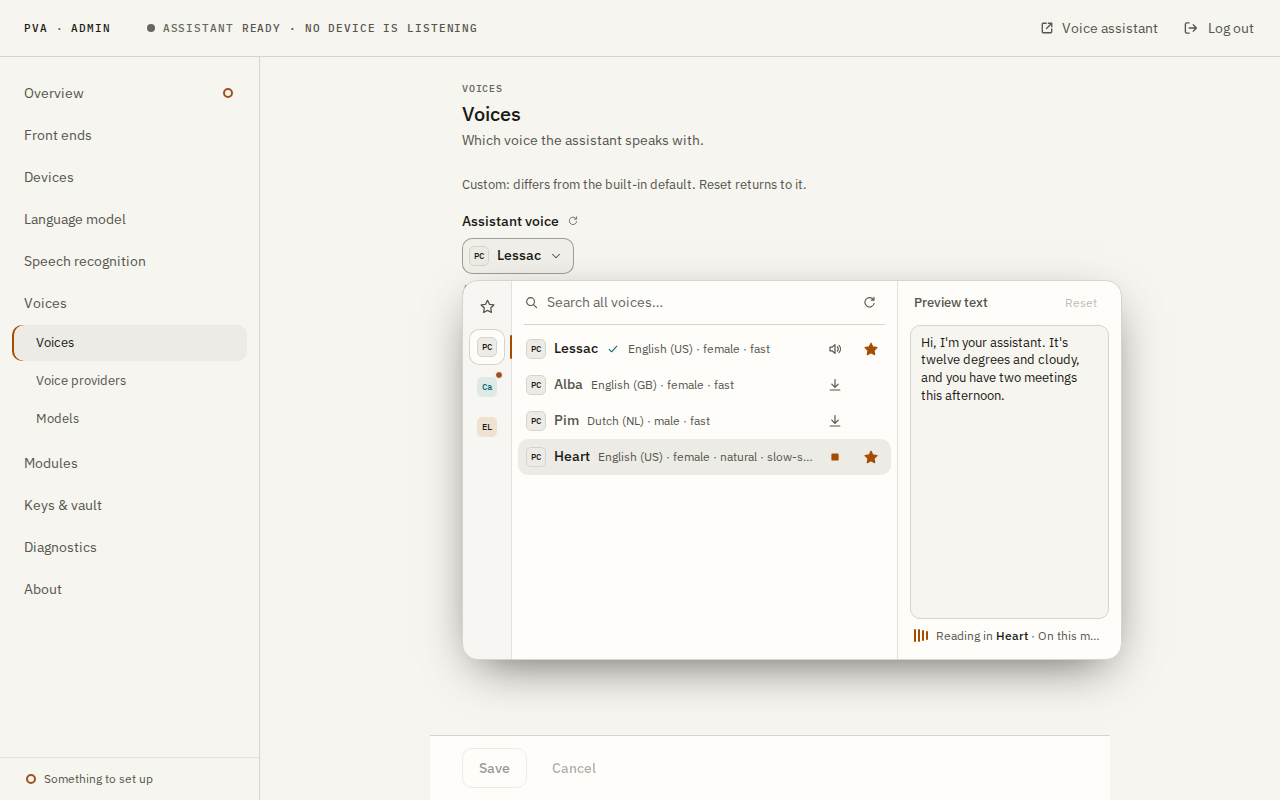 PVA · ADMIN
ASSISTANT READY · NO DEVICE IS LISTENING
Voice assistant
Log out
Overview
Front ends
Devices
Language model
Speech recognition
Voices
Voices
Voice providers
Models
Modules
Keys & vault
Diagnostics
About
Something to set up
VOICES
Voices
Which voice the assistant speaks with.
Custom: differs from the built-in default. Reset returns to it.
Assistant voice
PC Lessac
PC
Ca
EL
Search all voices...
PC Lessac English (US) · female · fast
PC Alba English (GB) · female · fast
PC Pim Dutch (NL) · male · fast
PC Heart English (US) · female · natural · slow-s...
Preview text
Reset
Hi, I'm your assistant. It's
twelve degrees and cloudy,
and you have two meetings
this afternoon.
Reading in Heart · On this m...
Save
Cancel